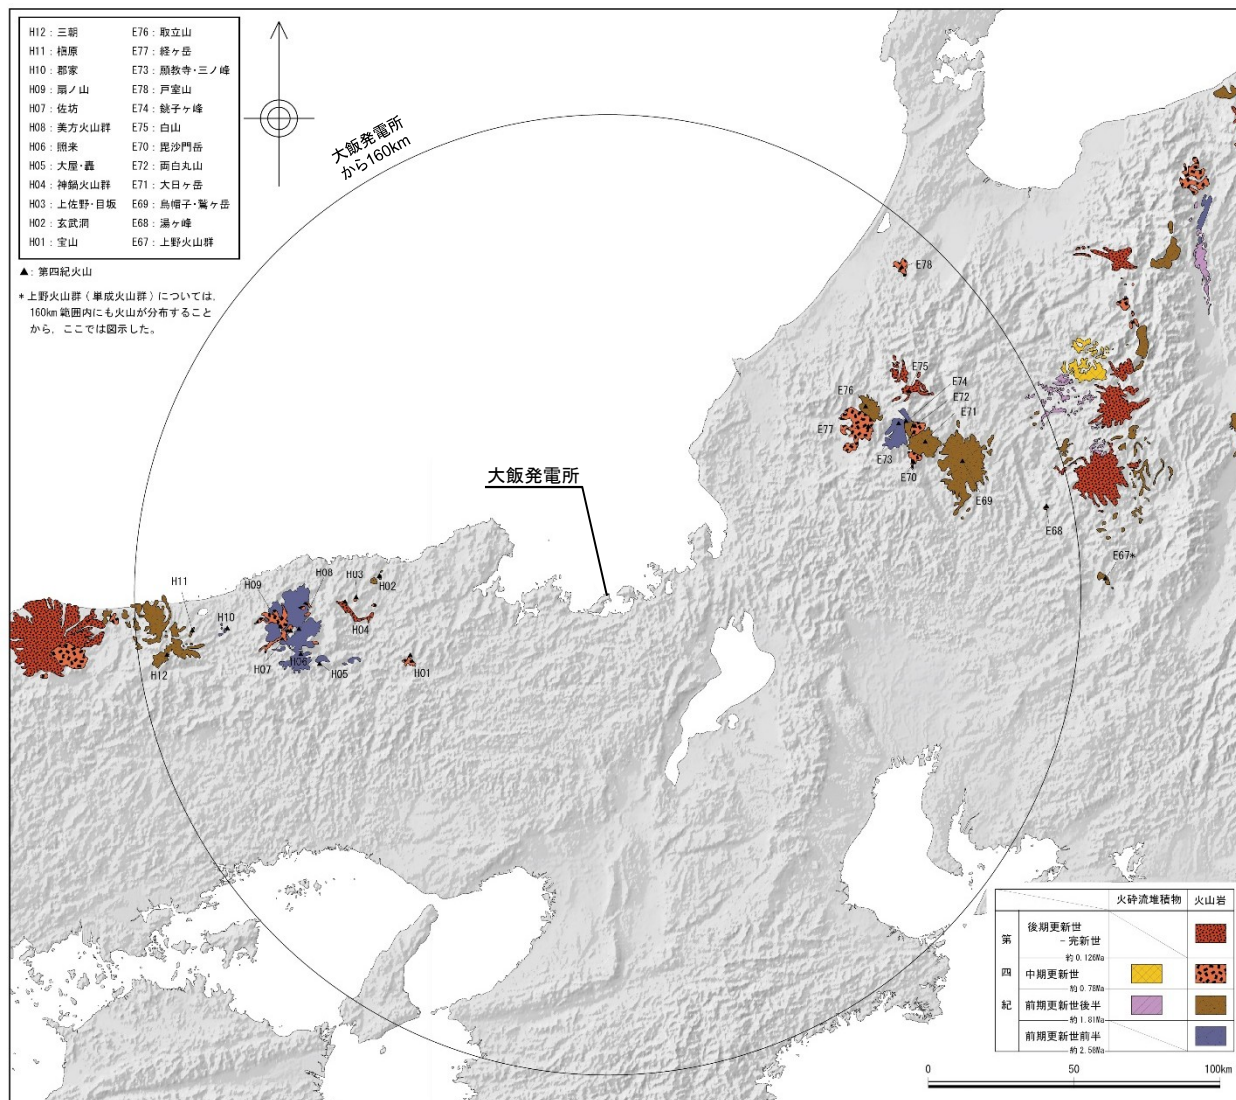 H12：三朝 E76：取立山
H11：槇原 E77：経ヶ岳
H10：郡家 E73：願教寺・三ノ峰
H09：扇ノ山 E78：戸室山
H07：佐坊 E74：銚子ヶ峰
H08：美方火山群 E75：白山
H06：照来 E70：毘沙門岳
H05：大屋・轟 E72：両白丸山
H04：神鍋火山群 E71：大日ヶ岳
H03：上佐野・目坂 E69：烏帽子・鷲ヶ岳
H02：玄武洞 E68：湯ヶ峰
H01：宝山 E67：上野火山群
▲：第四紀火山
＊上野火山群（単成火山群）については，
160km範囲内にも火山が分布すること
から，ここでは図示した。
大飯発電所
から160km
E78
E75
E74
E76
E72
E71
E77
E73
E70
E69
大飯発電所
E68
E67*
H11
H09
H08
H03
H02
H10
H04
H07
H06
H05
H12
H01
火砕流堆積物 火山岩
第四紀
後期更新世
－完新世
約0.126Ma
中期更新世
約0.78Ma
前期更新世後半
約1.81Ma
前期更新世前半
約2.58Ma
0 50 100km